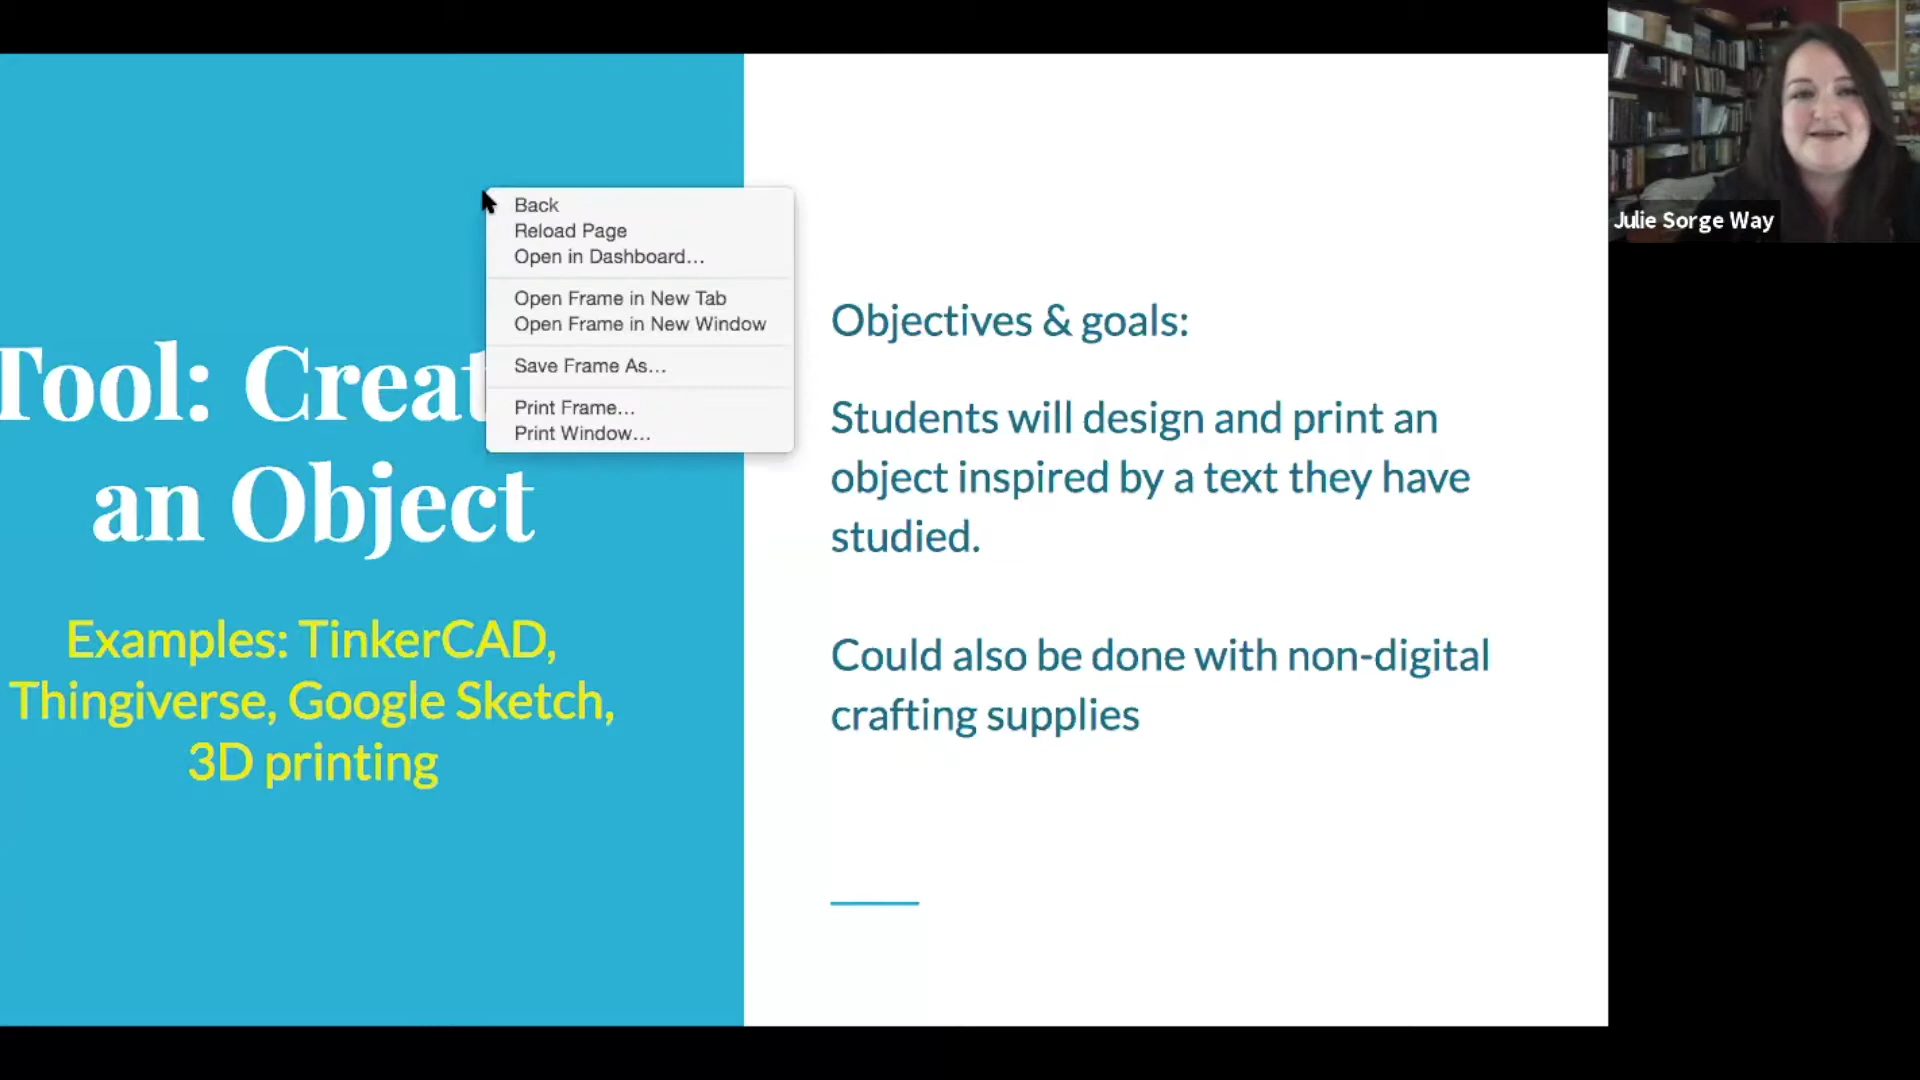 Tool: Creat
an Object
Examples: TinkerCAD,
Thingiverse, Google Sketch,
3D printing
Back
Reload Page
Open in Dashboard...
Open Frame in New Tab
Open Frame in New Window
Save Frame As...
Print Frame...
Print Window...
Objectives & goals:
Students will design and print an
object inspired by a text they have
studied.
Could also be done with non-digital
crafting supplies
Julie Sorge Way